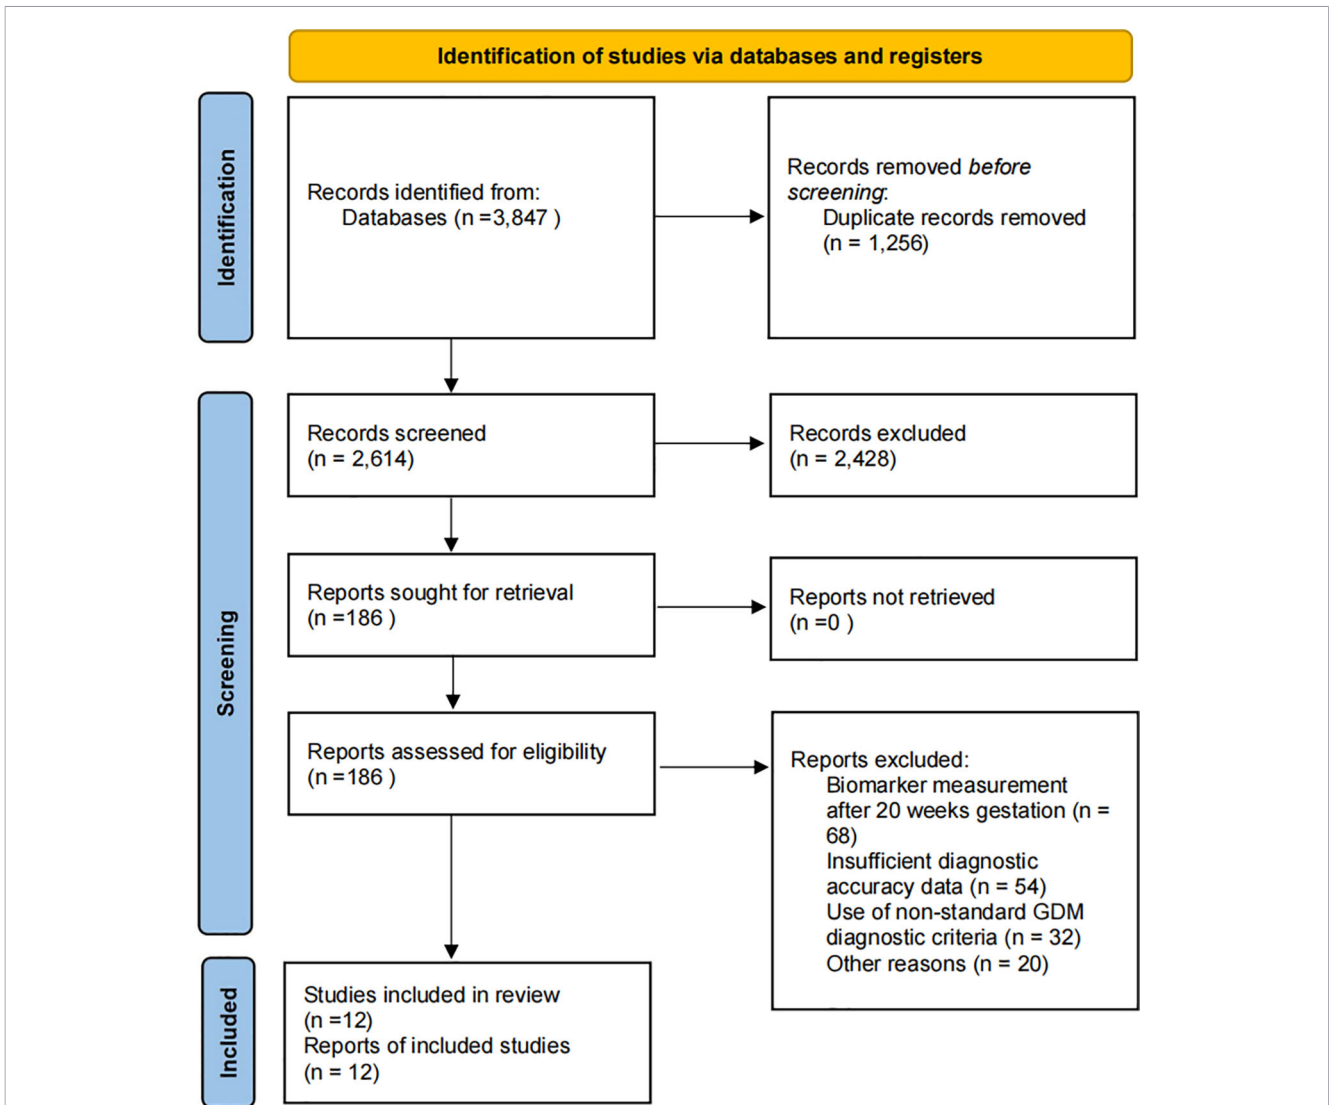 Identification of studies via databases and registers
Identification
Records identified from:
Databases (n =3,847 )
Records removed before
screening:
Duplicate records removed
(n = 1,256)
Screening
Records screened
(n = 2,614)
Records excluded
(n = 2,428)
Reports sought for retrieval
(n =186 )
Reports not retrieved
(n =0 )
Reports assessed for eligibility
(n =186 )
Reports excluded:
Biomarker measurement
after 20 weeks gestation (n =
68)
Insufficient diagnostic
accuracy data (n = 54)
Use of non-standard GDM
diagnostic criteria (n = 32)
Other reasons (n = 20)
Included
Studies included in review
(n =12)
Reports of included studies
(n = 12)